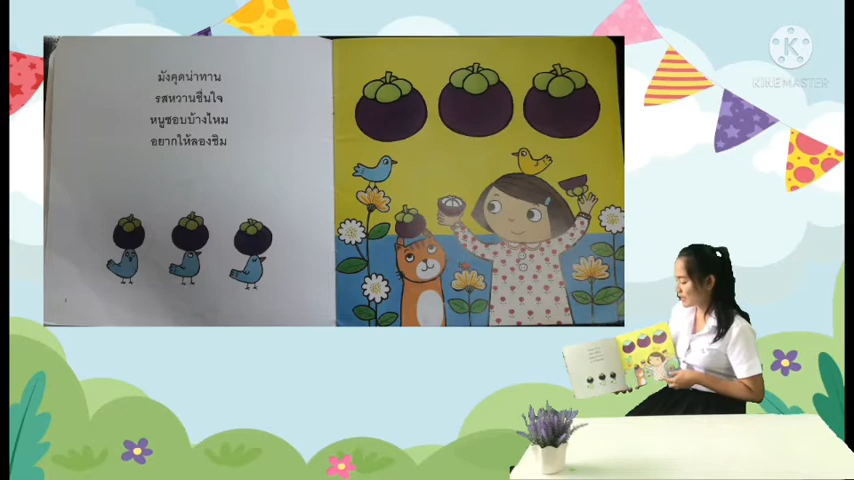 มังคุดน่าทาน
รสหวานชื่นใจ
หนูชอบบ้างไหม
อยากให้ลองชิม
KINEMASTER